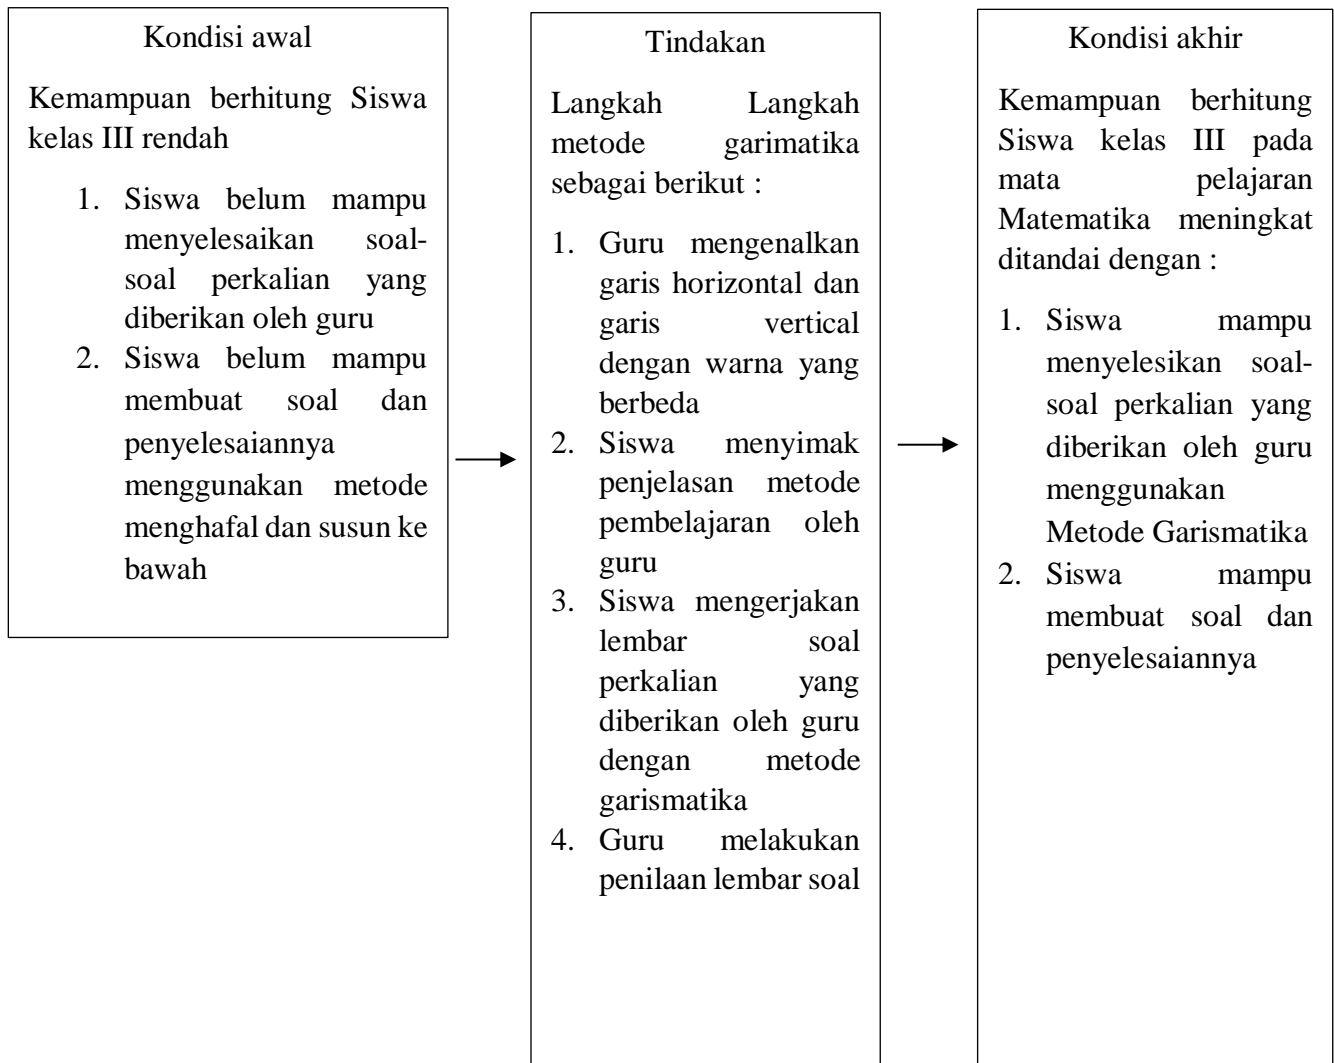 Kondisi awal
Kemampuan berhitung Siswa
kelas III rendah
1. Siswa belum mampu
menyelesaikan soal-
soal perkalian yang
diberikan oleh guru
2. Siswa belum mampu
membuat soal dan
penyelesaiannya
menggunakan metode
menghafal dan susun ke
bawah
Tindakan
Langkah Langkah
metode garimatika
sebagai berikut :
1. Guru mengenalkan
garis horizontal dan
garis vertical
dengan warna yang
berbeda
2. Siswa menyimak
penjelasan metode
pembelajaran oleh
guru
3. Siswa mengerjakan
lembar soal
perkalian yang
diberikan oleh guru
dengan metode
garismatika
4. Guru melakukan
penilaan lembar soal
Kondisi akhir
Kemampuan berhitung
Siswa kelas III pada
mata pelajaran
Matematika meningkat
ditandai dengan :
1. Siswa mampu
menyelesikan soal-
soal perkalian yang
diberikan oleh guru
menggunakan
Metode Garismatika
2. Siswa mampu
membuat soal dan
penyelesaiannya